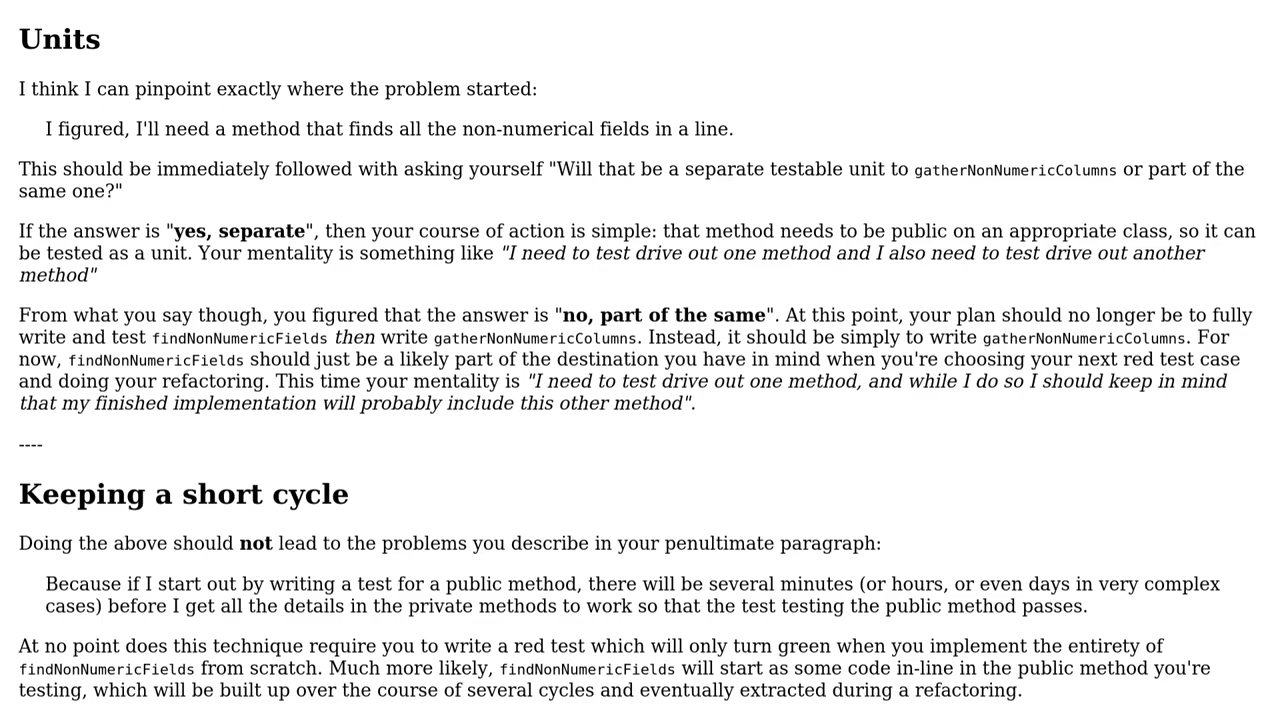 Units
I think I can pinpoint exactly where the problem started:
I figured, I'll need a method that finds all the non-numerical fields in a line.
This should be immediately followed with asking yourself "Will that be a separate testable unit to gatherNonNumericColumns or part of the
same one?"
If the answer is "yes, separate", then your course of action is simple: that method needs to be public on an appropriate class, so it can
be tested as a unit. Your mentality is something like "I need to test drive out one method and I also need to test drive out another
method"
From what you say though, you figured that the answer is "no, part of the same". At this point, your plan should no longer be to fully
write and test findNonNumericFields then write gatherNonNumericColumns. Instead, it should be simply to write gatherNonNumericColumns. For
now, findNonNumericFields should just be a likely part of the destination you have in mind when you're choosing your next red test case
and doing your refactoring. This time your mentality is "I need to test drive out one method, and while I do so I should keep in mind
that my finished implementation will probably include this other method".
----
Keeping a short cycle
Doing the above should not lead to the problems you describe in your penultimate paragraph:
Because if I start out by writing a test for a public method, there will be several minutes (or hours, or even days in very complex
cases) before I get all the details in the private methods to work so that the test testing the public method passes.
At no point does this technique require you to write a red test which will only turn green when you implement the entirety of
findNonNumericFields from scratch. Much more likely, findNonNumericFields will start as some code in-line in the public method you're
testing, which will be built up over the course of several cycles and eventually extracted during a refactoring.